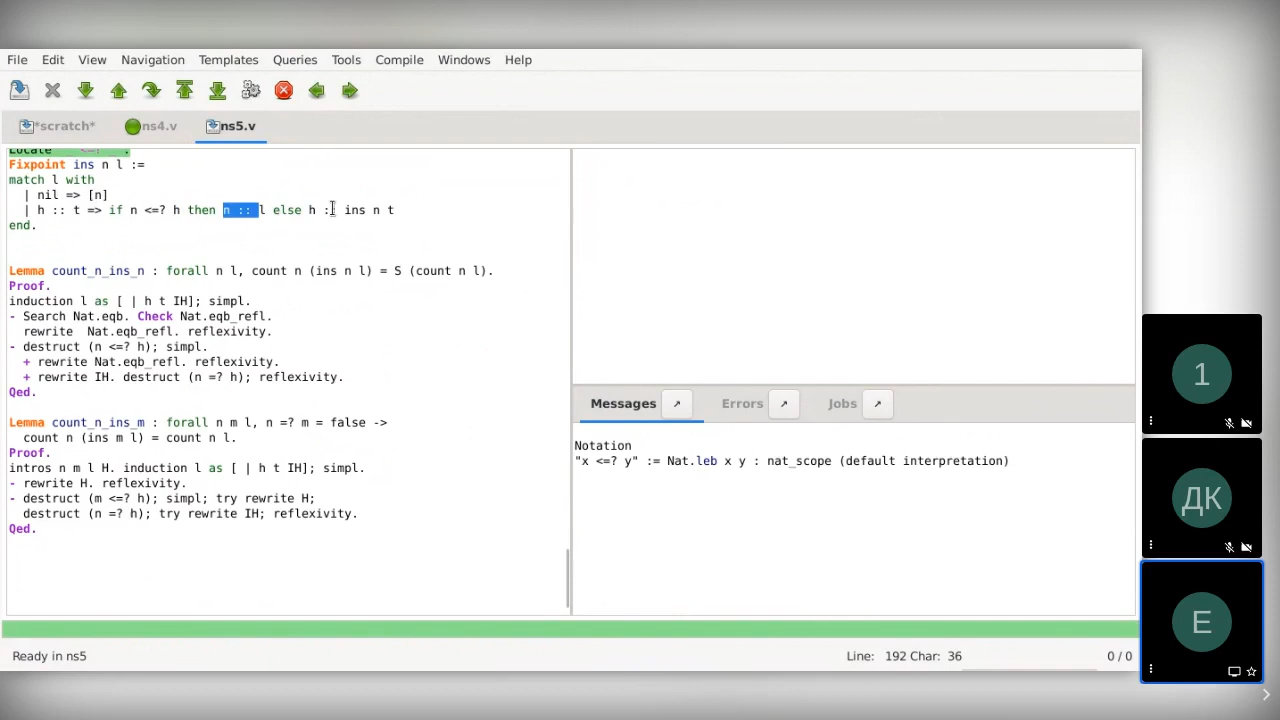 File Edit View Navigation Templates Queries Tools Compile Windows Help
*scratch* ns4.v ns5.v
Locate "_ <=? _".
Fixpoint ins n l :=
match l with
| nil => [n]
| h :: t => if n <=? h then n :: l else h :: ins n t
end.
Lemma count_n_ins_n : forall n l, count n (ins n l) = S (count n l).
Proof.
induction l as [ | h t IH]; simpl.
- Search Nat.eqb. Check Nat.eqb_refl.
rewrite  Nat.eqb_refl. reflexivity.
- destruct (n <=? h); simpl.
+ rewrite Nat.eqb_refl. reflexivity.
+ rewrite IH. destruct (n =? h); reflexivity.
Qed.
Lemma count_n_ins_m : forall n m l, n =? m = false ->
count n (ins m l) = count n l.
Proof.
intros n m l H. induction l as [ | h t IH]; simpl.
- rewrite H. reflexivity.
- destruct (m <=? h); simpl; try rewrite H;
destruct (n =? h); try rewrite IH; reflexivity.
Qed.
Messages Errors Jobs
Notation
"x <=? y" := Nat.leb x y : nat_scope (default interpretation)
Ready in ns5 Line: 192 Char: 36 0 / 0
1
ДК
E